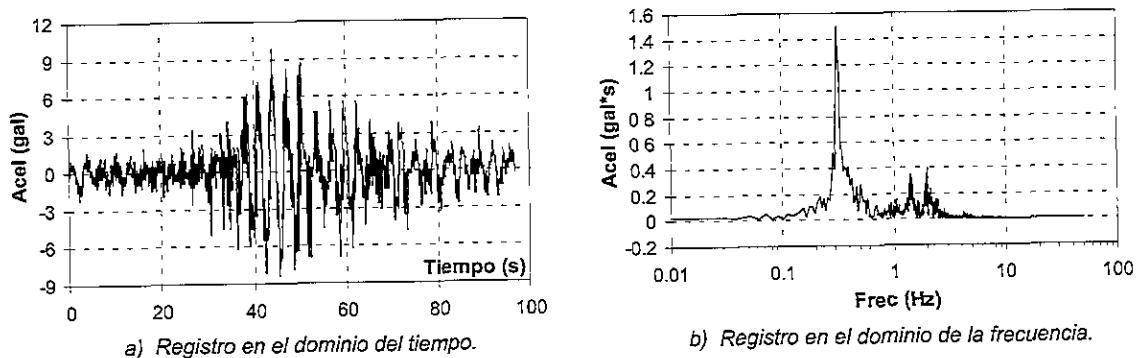 12
9
6
3
0
-3
-6
-9
Acel (gal)
Tiempo (s)
0 20 40 60 80 100
a) Registro en el dominio del tiempo.
1.6
1.4
1.2
1
0 8
0.6
0.4
0.2
0
-0.2
Acel (gal*s)
0.01 0.1 1 10 100
Frec (Hz)
b) Registro en el dominio de la frecuencia.